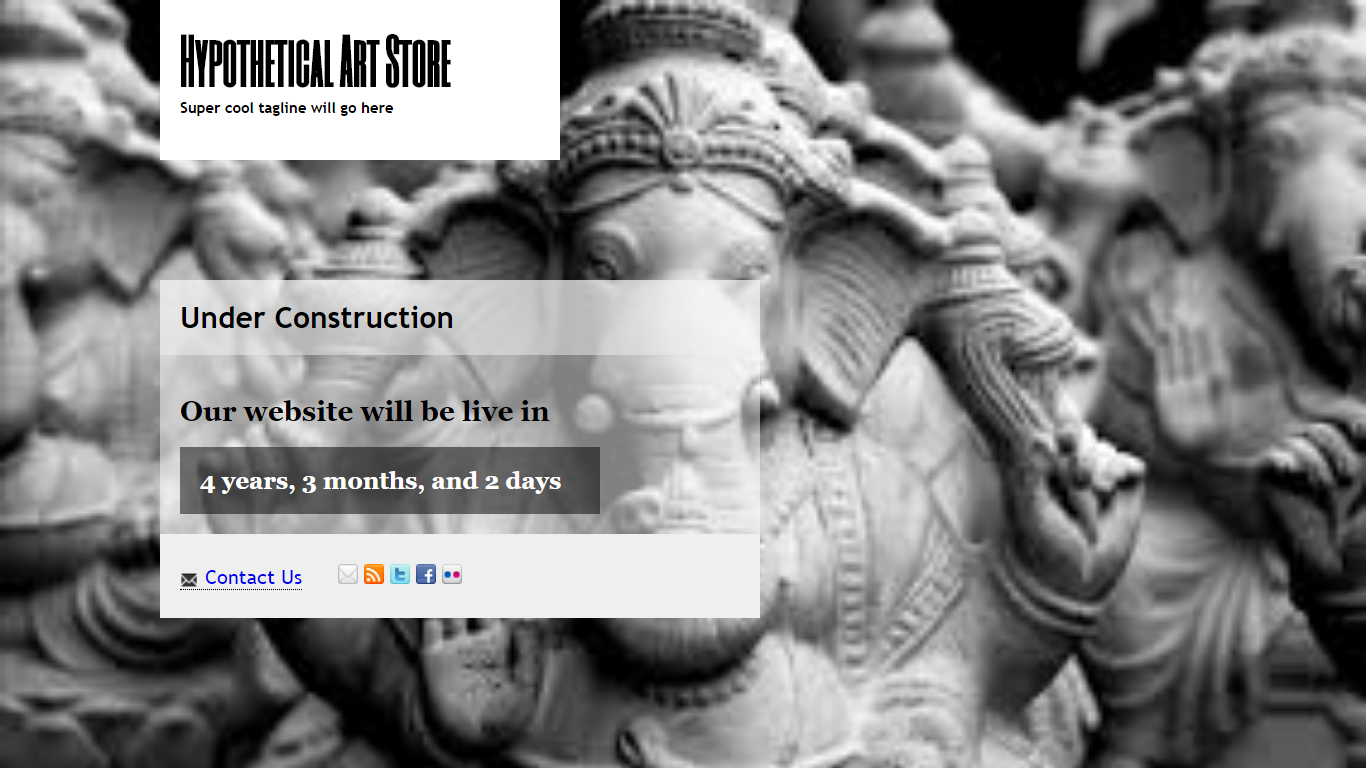 Hypothetical Art Store
Super cool tagline will go here
Under Construction
Our website will be live in
4 years, 3 months, and 2 days
Contact Us